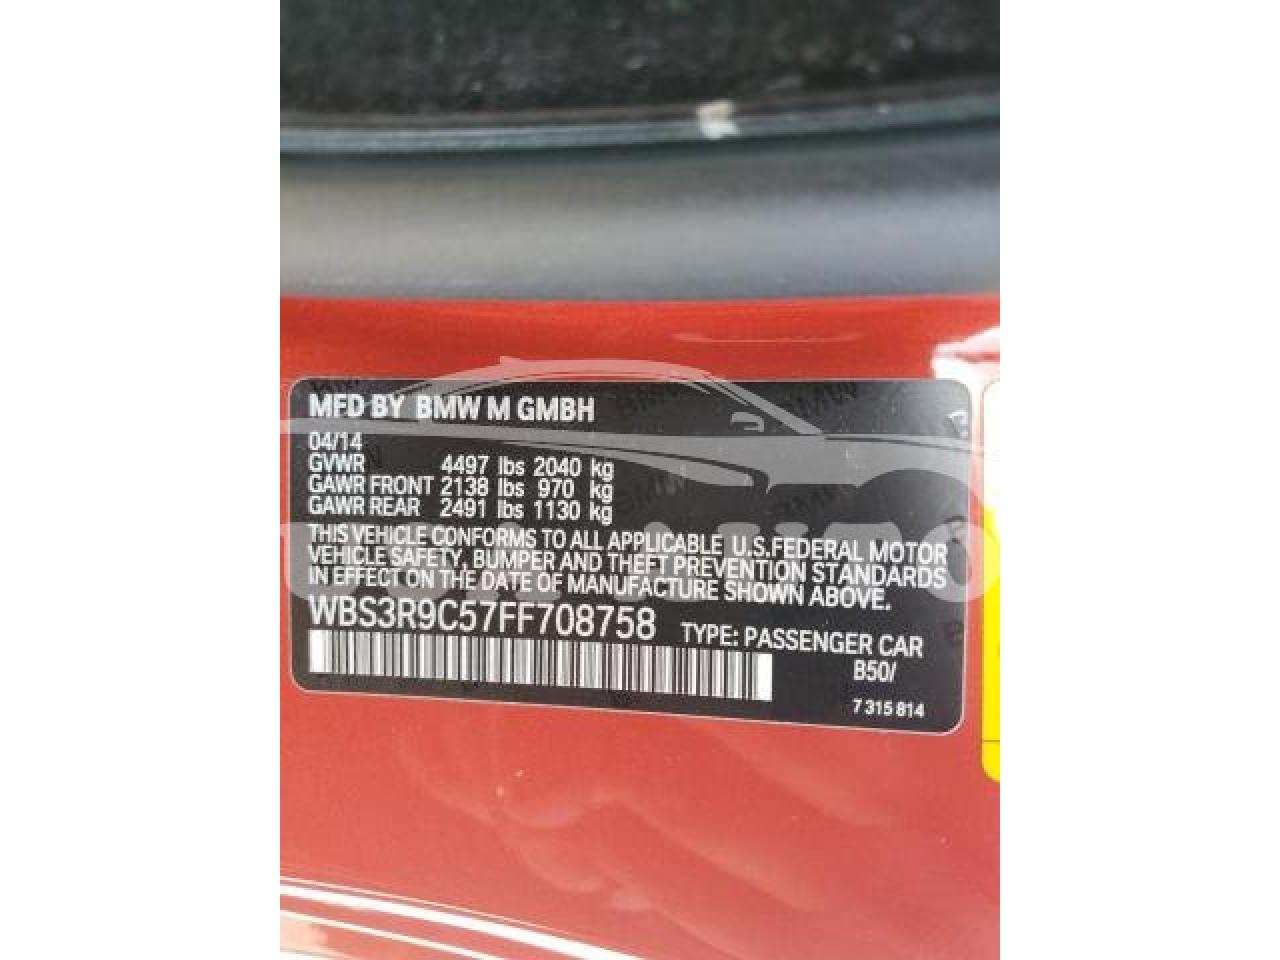 MFD BY BMW M GMBH
04/14
GVWR 4497 lbs 2040 kg
GAWR FRONT 2138 lbs 970 kg
GAWR REAR 2491 lbs 1130 kg
THIS VEHICLE CONFORMS TO ALL APPLICABLE U.S.FEDERAL MOTOR
VEHICLE SAFETY, BUMPER AND THEFT PREVENTION STANDARDS
IN EFFECT ON THE DATE OF MANUFACTURE SHOWN ABOVE.
WBS3R9C57FF708758 TYPE: PASSENGER CAR
B50/
7 315 814